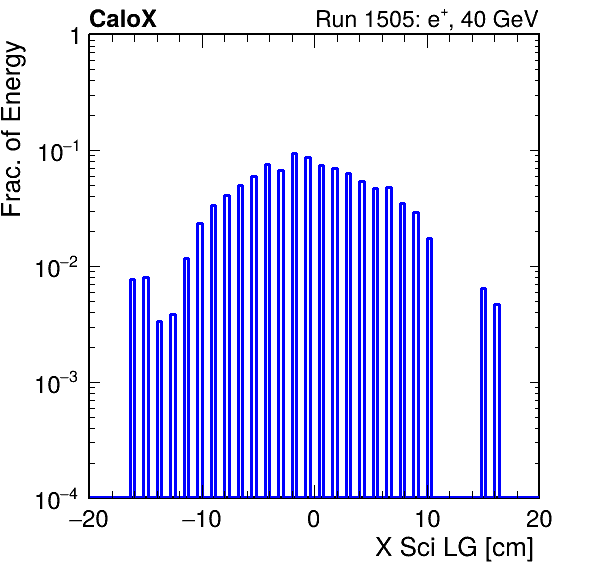 CaloX
Run 1505: e⁺, 40 GeV
Frac. of Energy
1
10⁻¹
10⁻²
10⁻³
10⁻⁴
−20 −10 0 10 20
X Sci LG [cm]